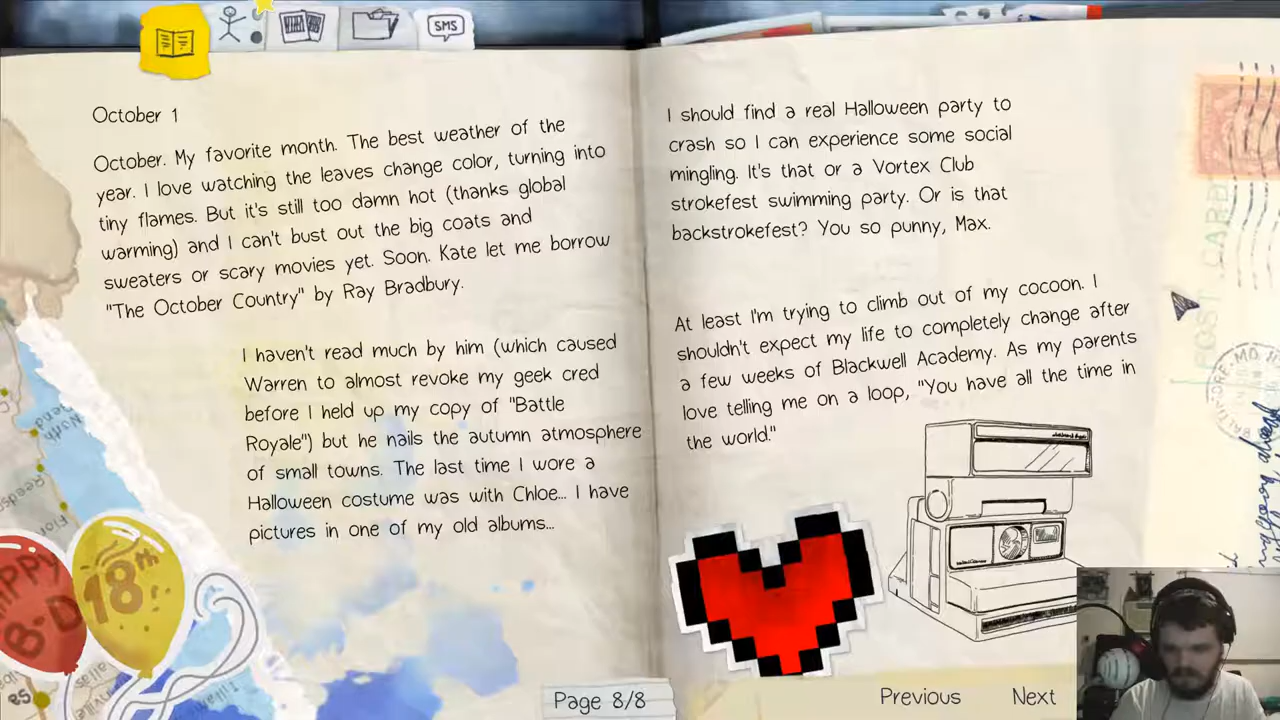 SMS
October 1
October. My favorite month. The best weather of the
year. I love watching the leaves change color, turning into
tiny flames. But it's still too damn hot (thanks global
warming) and I can't bust out the big coats and
sweaters or scary movies yet. Soon. Kate let me borrow
"The October Country" by Ray Bradbury.
I haven't read much by him (which caused
Warren to almost revoke my geek cred
before I held up my copy of "Battle
Royale") but he nails the autumn atmosphere
of small towns. The last time I wore a
Halloween costume was with Chloe... I have
pictures in one of my old albums...
18th
I should find a real Halloween party to
crash so I can experience some social
mingling. It's that or a Vortex Club
strokefest swimming party. Or is that
backstrokefest? You so punny, Max.
At least I'm trying to climb out of my cocoon. I
shouldn't expect my life to completely change after
a few weeks of Blackwell Academy. As my parents
love telling me on a loop, "You have all the time in
the world."
POST CARD
Page 8/8
Previous
Next